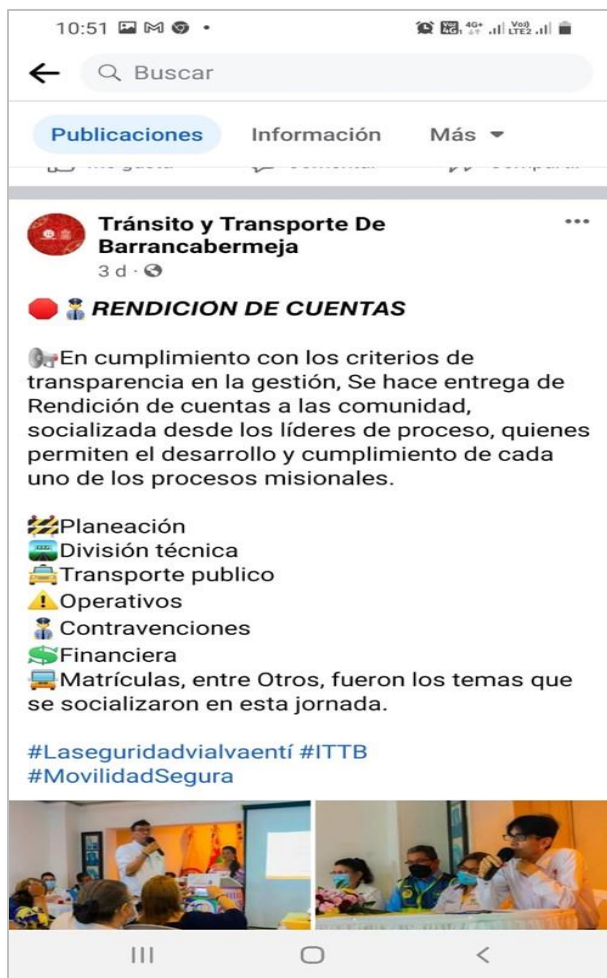 10:51
Buscar
Publicaciones Información Más
Tránsito y Transporte De
Barrancabermeja
3 d
RENDICIÓN DE CUENTAS
En cumplimiento con los criterios de
transparencia en la gestión, Se hace entrega de
Rendición de cuentas a las comunidad,
socializada desde los líderes de proceso, quienes
permiten el desarrollo y cumplimiento de cada
uno de los procesos misionales.
Planeación
División técnica
Transporte publico
Operativos
Contravenciones
Financiera
Matrículas, entre Otros, fueron los temas que
se socializaron en esta jornada.
#Laseguridadvialvaentí #ITTB
#MovilidadSegura